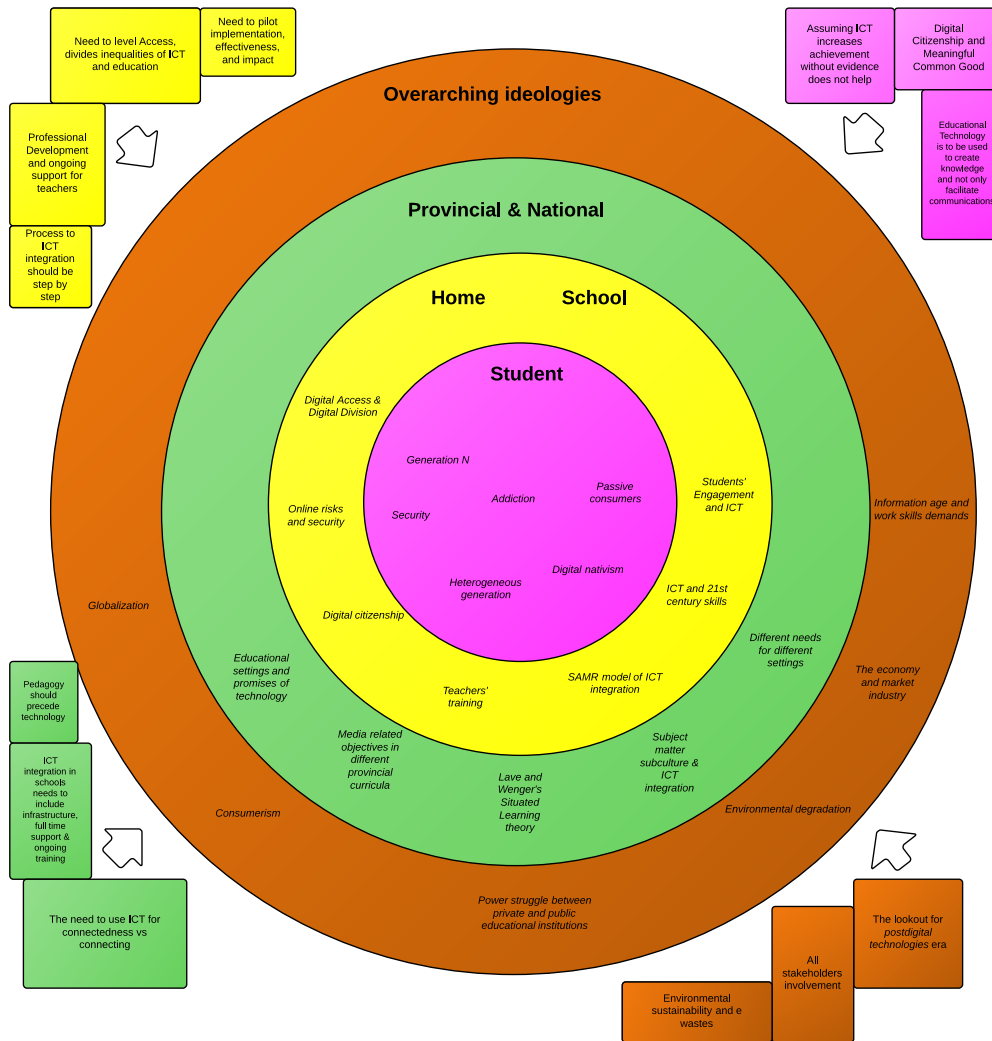 Need to level Access,
divides inequalities of ICT
and education
Need to pilot
implementation,
effectiveness,
and impact
Professional
Development
and ongoing
support for
teachers
Process to
ICT
integration
should be
step by
step
Assuming ICT
increases
achievement
without evidence
does not help
Digital
Citizenship and
Meaningful
Common Good
Educational
Technology
is to be used
to create
knowledge
and not only
facilitate
communications
Overarching ideologies
Provincial & National
Home
School
Student
Digital Access &
Digital Division
Generation N
Addiction
Passive
consumers
Students'
Engagement
and ICT
Information age and
work skills demands
Online risks
and security
Security
Heterogeneous
generation
Digital nativism
ICT and 21st
century skills
Globalization
Digital citizenship
Different needs
for different
settings
Educational
settings and
promises of
technology
Teachers'
training
SAMR model of ICT
integration
The economy
and market
industry
Media related
objectives in
different
provincial
curricula
Lave and
Wenger's
Situated
Learning
theory
Subject
matter
subculture &
ICT
integration
Consumerism
Environmental degradation
Power struggle between
private and public
educational institutions
Pedagogy
should
precede
technology
ICT
integration in
schools
needs to
include
infrastructure,
full time
support &
ongoing
training
The need to use ICT for
connectedness vs
connecting
The lookout for
postdigital
technologies era
All
stakeholders
involvement
Environmental
sustainability and e
wastes